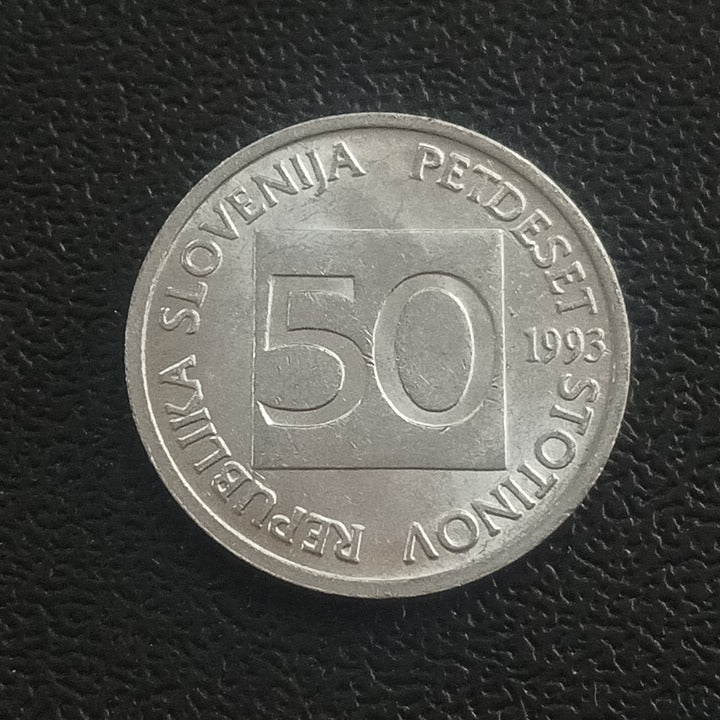 REPUBLIKA SLOVENIJA
PETDESET STOTINOV
50
1993